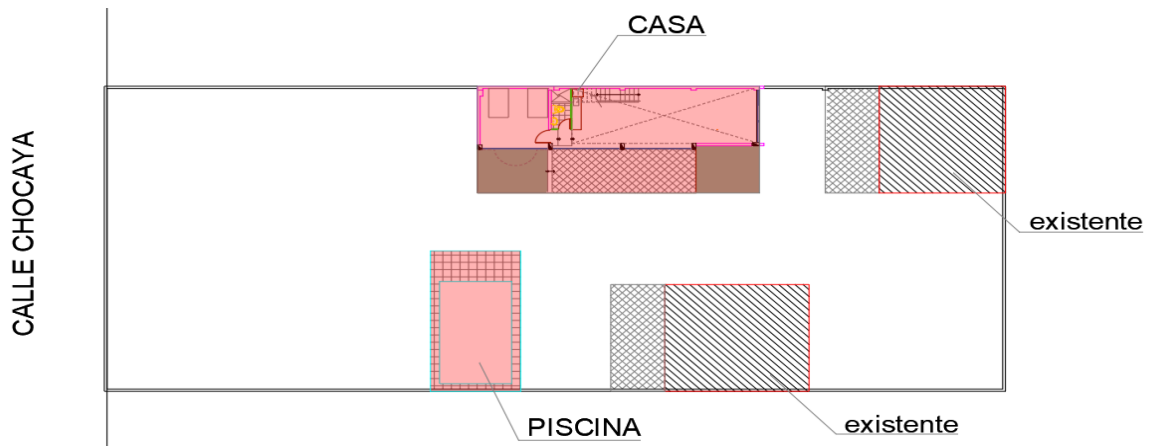 CASA
CALLE CHOCAYA
existente
PISCINA
existente